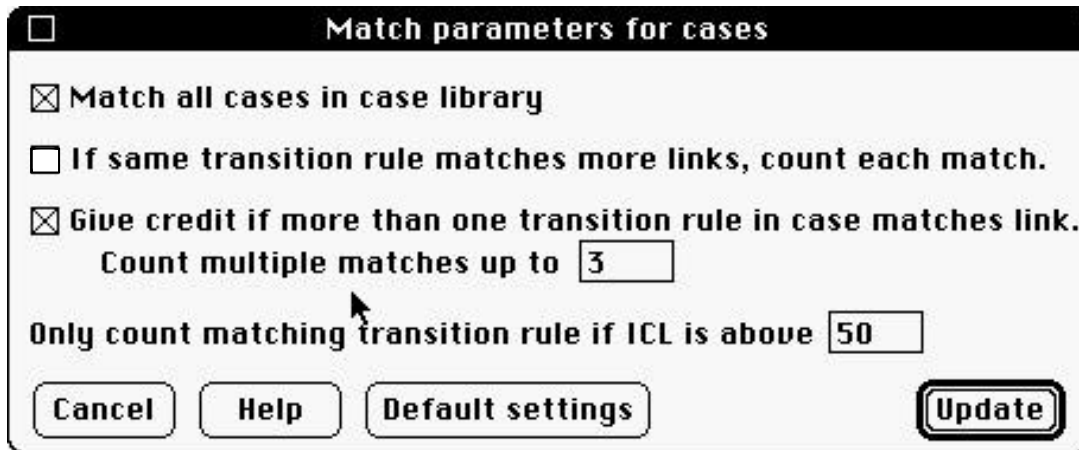 Match parameters for cases
Match all cases in case library
If same transition rule matches more links, count each match.
Give credit if more than one transition rule in case matches link.
Count multiple matches up to 3
Only count matching transition rule if ICL is above 50
Cancel Help Default settings Update